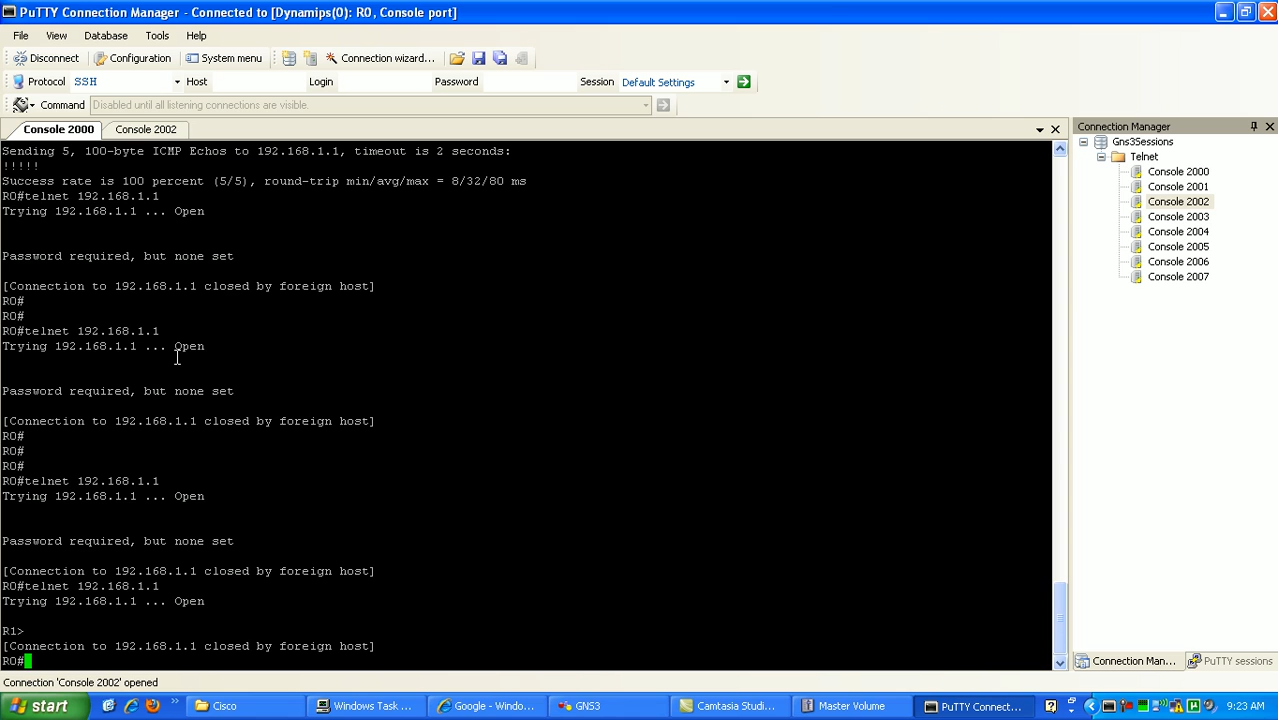 PuTTY Connection Manager - Connected to [Dynamips(0): R0, Console port]
File View Database Tools Help
Disconnect Configuration System menu Connection wizard...
Protocol SSH Host Login Password Session Default Settings
Command Disabled until all listening connections are visible.
Console 2000 Console 2002
Sending 5, 100-byte ICMP Echos to 192.168.1.1, timeout is 2 seconds:
!!!!!
Success rate is 100 percent (5/5), round-trip min/avg/max = 8/32/80 ms
R0#telnet 192.168.1.1
Trying 192.168.1.1 ... Open
Password required, but none set
[Connection to 192.168.1.1 closed by foreign host]
R0#
R0#
R0#telnet 192.168.1.1
Trying 192.168.1.1 ... Open
Password required, but none set
[Connection to 192.168.1.1 closed by foreign host]
R0#
R0#
R0#
R0#telnet 192.168.1.1
Trying 192.168.1.1 ... Open
Password required, but none set
[Connection to 192.168.1.1 closed by foreign host]
R0#telnet 192.168.1.1
Trying 192.168.1.1 ... Open
R1>
[Connection to 192.168.1.1 closed by foreign host]
R0#
Connection Manager
Gns3Sessions
Telnet
Console 2000
Console 2001
Console 2002
Console 2003
Console 2004
Console 2005
Console 2006
Console 2007
Connection Man... PuTTY sessions
Connection 'Console 2002' opened
start Cisco Windows Task ... Google - Windo... GNS3 Camtasia Studi... Master Volume PuTTY Connect... 9:23 AM